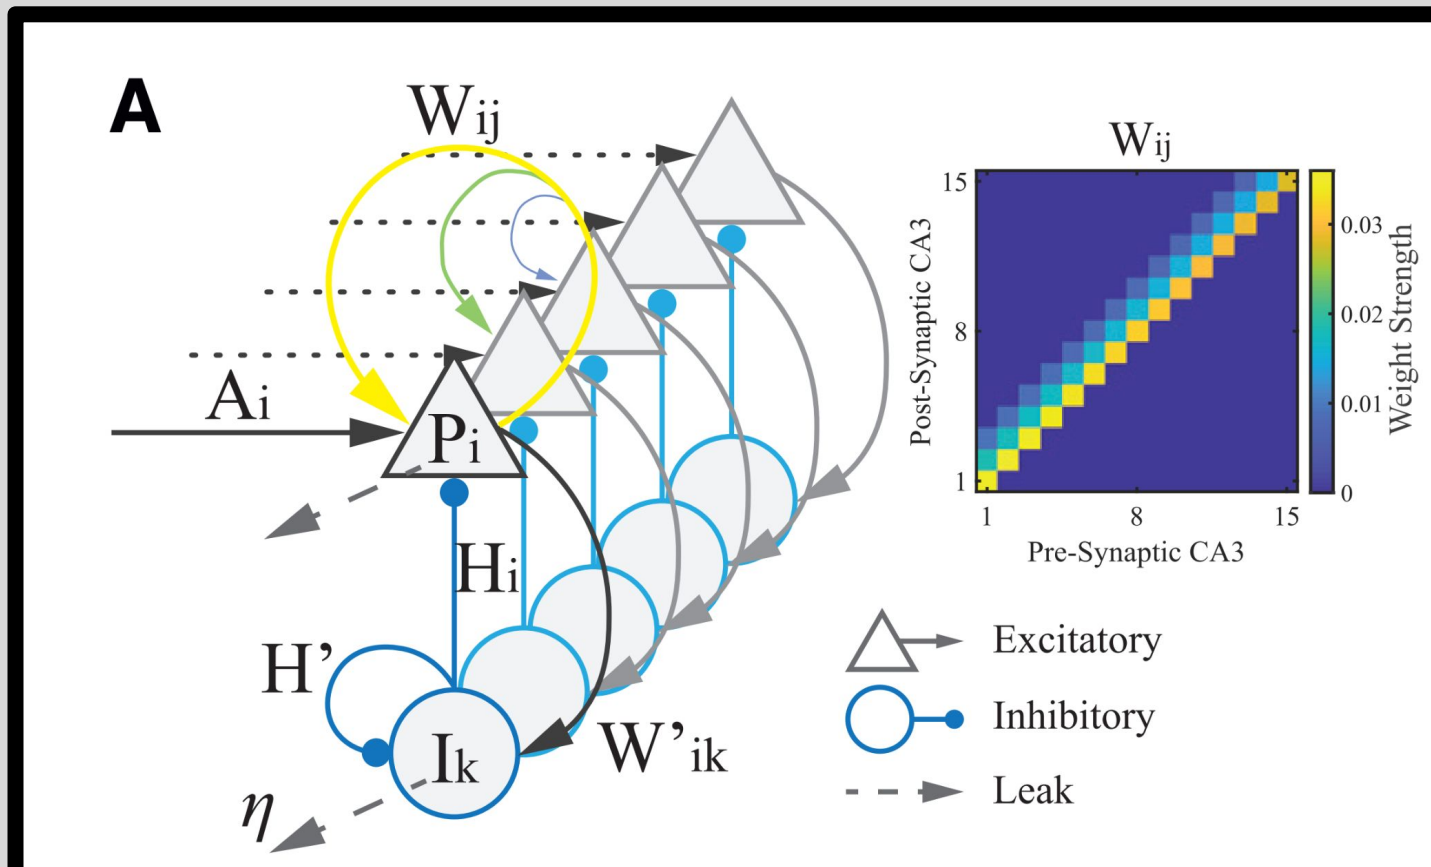 A
Wij
Ai
Pi
Hi
H’
Ik
W’ik
η
Wij
15
8
1
Post-Synaptic CA3
1
8
15
Pre-Synaptic CA3
0.03
0.02
0.01
0
Weight Strength
Excitatory
Inhibitory
Leak